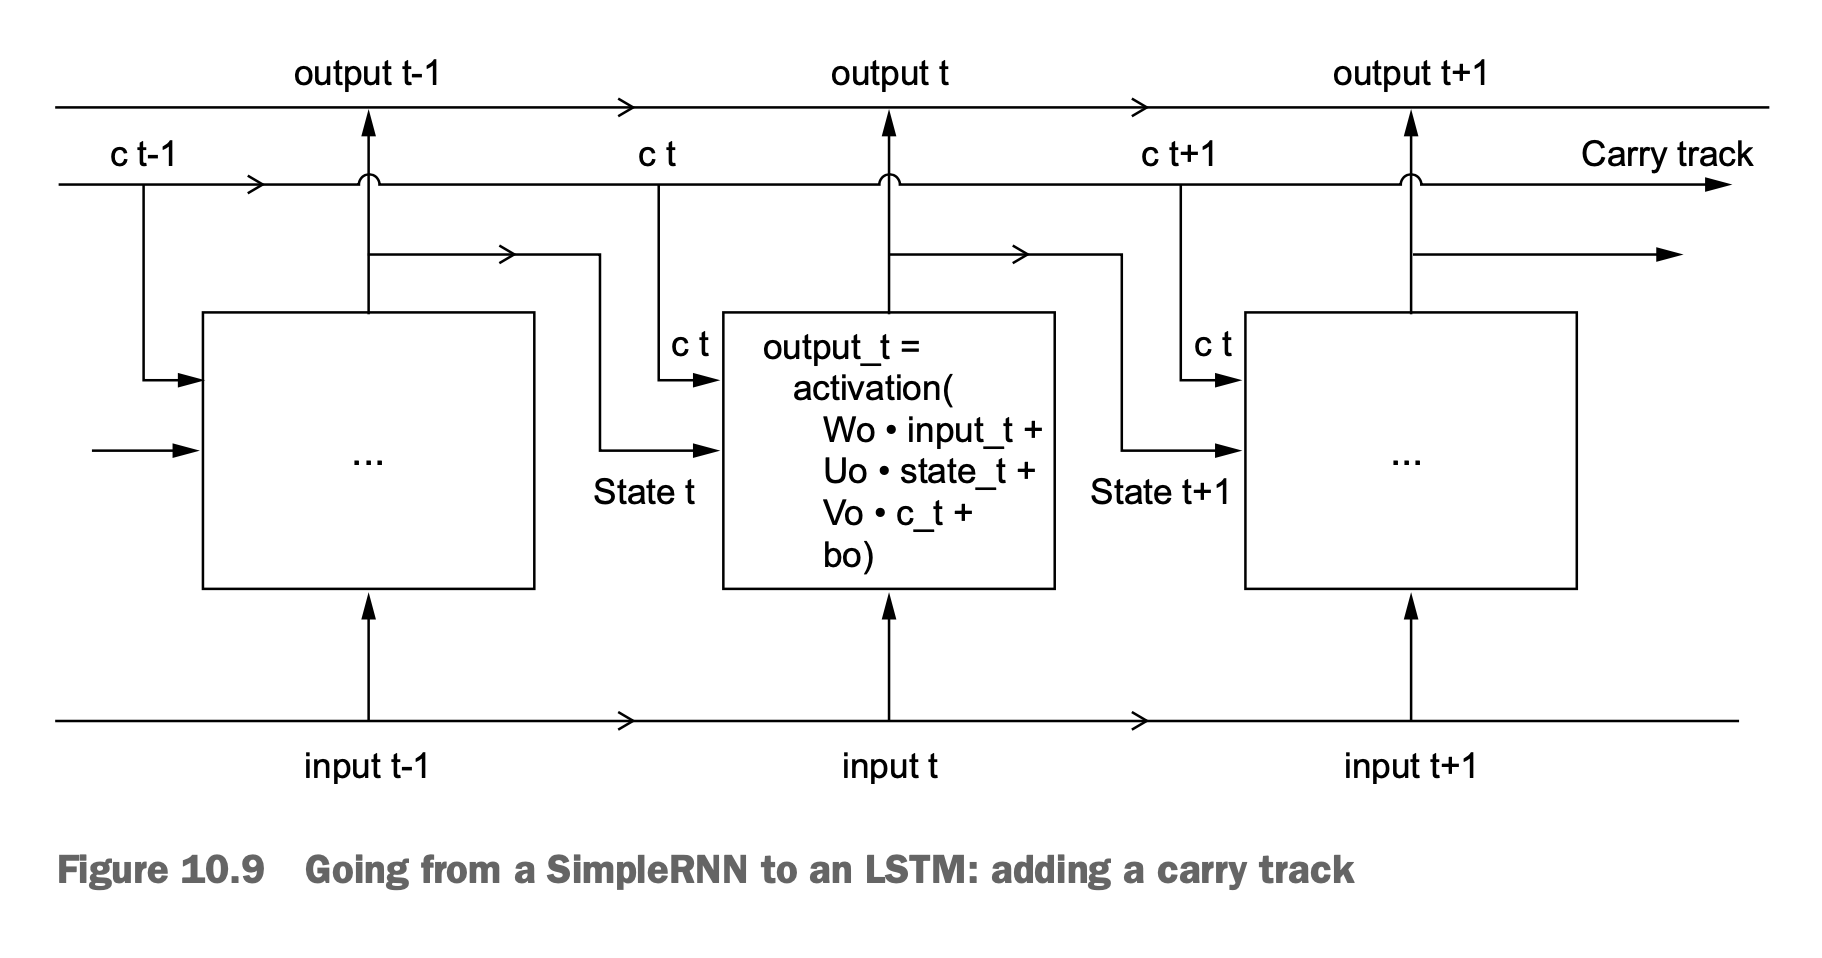 output t-1
output t
output t+1
c t-1
c t
c t+1
Carry track
c t
output_t =
activation(
Wo • input_t +
Uo • state_t +
Vo • c_t +
bo)
c t
...
...
State t
State t+1
input t-1
input t
input t+1
Figure 10.9 Going from a SimpleRNN to an LSTM: adding a carry track